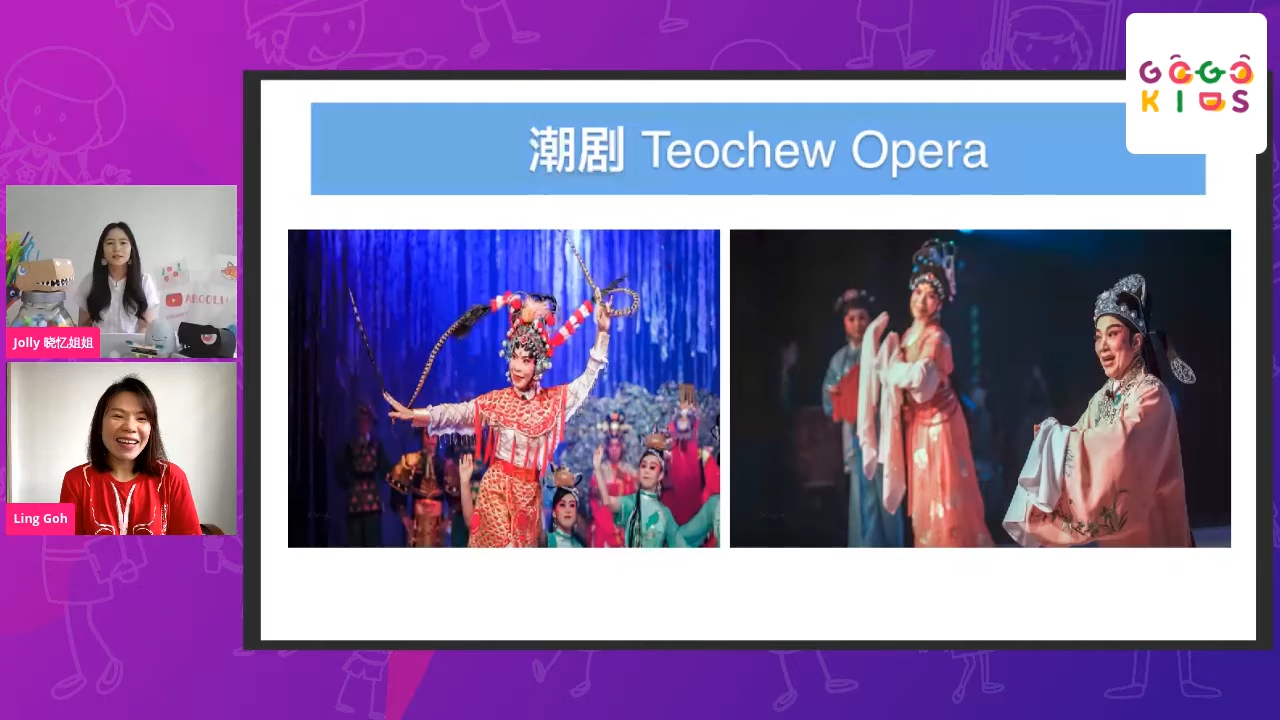 GOGO
KIDS
潮剧 Teochew Opera
Jolly 晓忆姐姐
Ling Goh